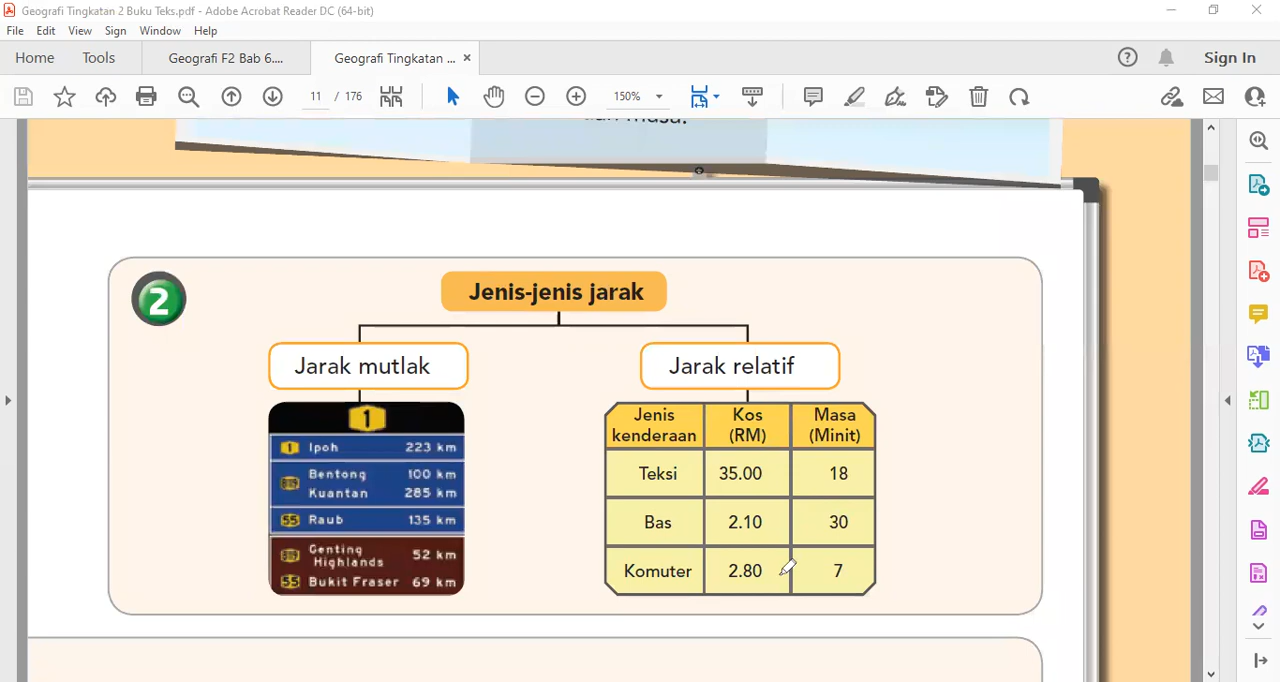 Geografi Tingkatan 2 Buku Teks.pdf - Adobe Acrobat Reader DC (64-bit)
File Edit View Sign Window Help
Home Tools Geografi F2 Bab 6.... Geografi Tingkatan ... × Sign In
11 / 176 150%
2
Jenis-jenis jarak
Jarak mutlak
Jarak relatif
1
1 Ipoh 223 km
Bentong 100 km
Kuantan 285 km
55 Raub 135 km
Genting
Highlands 52 km
55 Bukit Fraser 69 km
Jenis kenderaan Kos (RM) Masa (Minit)
Teksi 35.00 18
Bas 2.10 30
Komuter 2.80 7